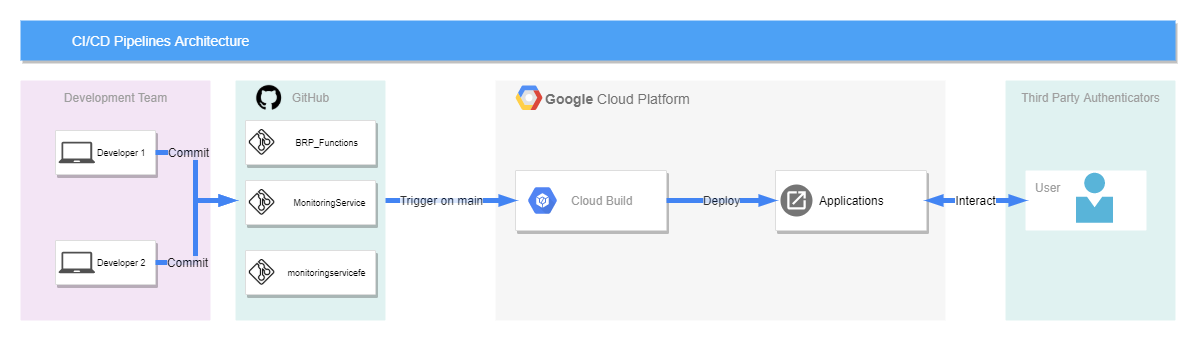 CI/CD Pipelines Architecture
Development Team
Developer 1
Commit
Developer 2
Commit
GitHub
BRP_Functions
MonitoringService
monitoringservicefe
Trigger on main
Google Cloud Platform
Cloud Build
Deploy
Applications
Interact
Third Party Authenticators
User